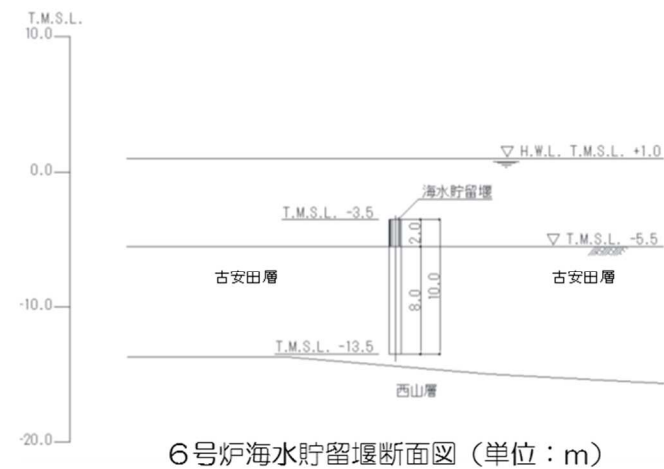 T.M.S.L.
10.0
▽ H.W.L. T.M.S.L. +1.0
0.0
海水貯留堰
T.M.S.L. -3.5
2.0
▽ T.M.S.L. -5.5
古安田層
古安田層
8.0
10.0
-10.0
T.M.S.L. -13.5
西山層
-20.0
6号炉海水貯留堰断面図（単位：m）